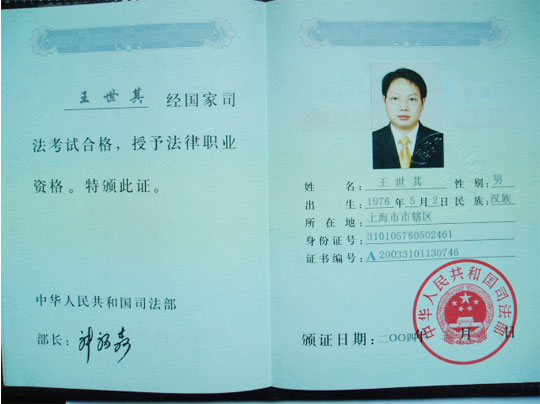 王世其 经国家司
法考试合格，授予法律职业
资格。特颁此证。
中华人民共和国司法部
部长：
姓 名： 王世其 性别：男
出 生：1976 年 5 月 2 日 民族：汉族
所在地：上海市市辖区
身份证号：310105760502461
证书编号：A20033101130746
中华人民共和国司法部
颁证日期：二〇〇四年 月 日